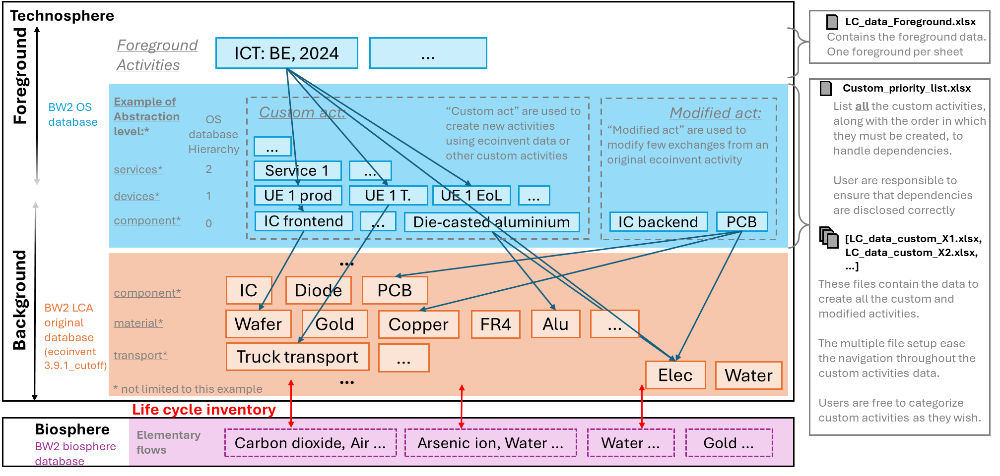 Technosphere
Foreground
Background
BW2 OS
database
BW2 LCA
original
database
(ecoinvent
3.9.1_cutoff)
Foreground
Activities
ICT: BE, 2024
...
Example of
Abstraction
level:*
OS
database
Hierarchy
services*
2
devices*
1
component*
0
Custom act:
“Custom act” are used to
create new activities
using ecoinvent data or
other custom activities
...
Service 1
...
UE 1 prod
UE 1 T.
UE 1 EoL
...
IC frontend
...
Die-casted aluminium
Modified act:
“Modified act” are used to
modify few exchanges from an
original ecoinvent activity
IC backend
PCB
...
component*
IC
Diode
PCB
material*
Wafer
Gold
Copper
FR4
Alu
...
transport*
Truck transport
...
Elec
Water
...
* not limited to this example
Life cycle inventory
Biosphere
BW2 biosphere
database
Elementary
flows
Carbon dioxide, Air ...
Arsenic ion, Water ...
Water ...
Gold ...
LC_data_Foreground.xlsx
Contains the foreground data.
One foreground per sheet
Custom_priority_list.xlsx
List all the custom activities,
along with the order in which
they must be created, to
handle dependencies.
User are responsible to
ensure that dependencies
are disclosed correctly
[LC_data_custom_X1.xlsx,
LC_data_custom_X2.xlsx,
...]
These files contain the data to
create all the custom and
modified activities.
The multiple file setup ease
the navigation throughout the
custom activities data.
Users are free to categorize
custom activities as they wish.